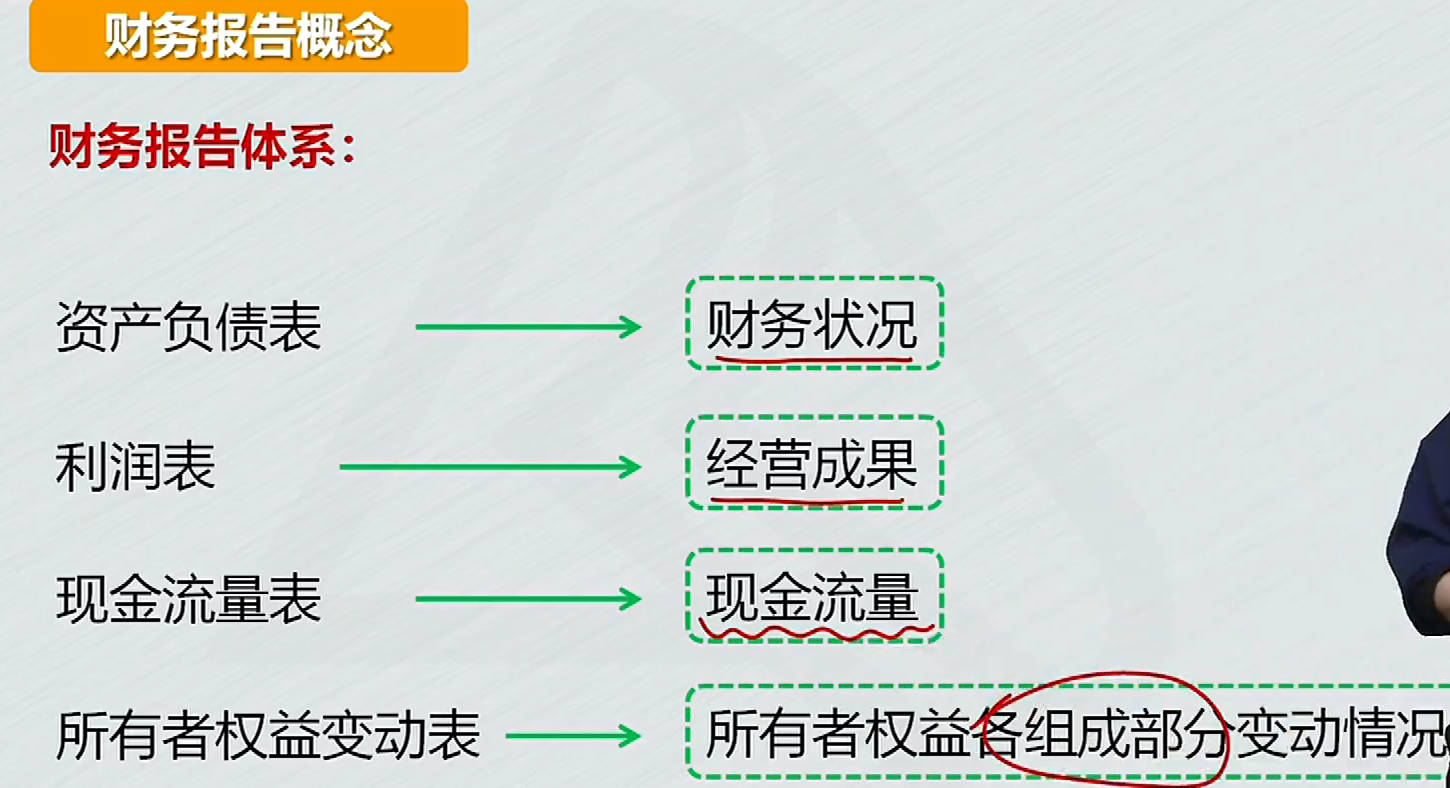 财务报告概念
财务报告体系：
资产负债表 财务状况
利润表 经营成果
现金流量表 现金流量
所有者权益变动表 所有者权益各组成部分变动情况